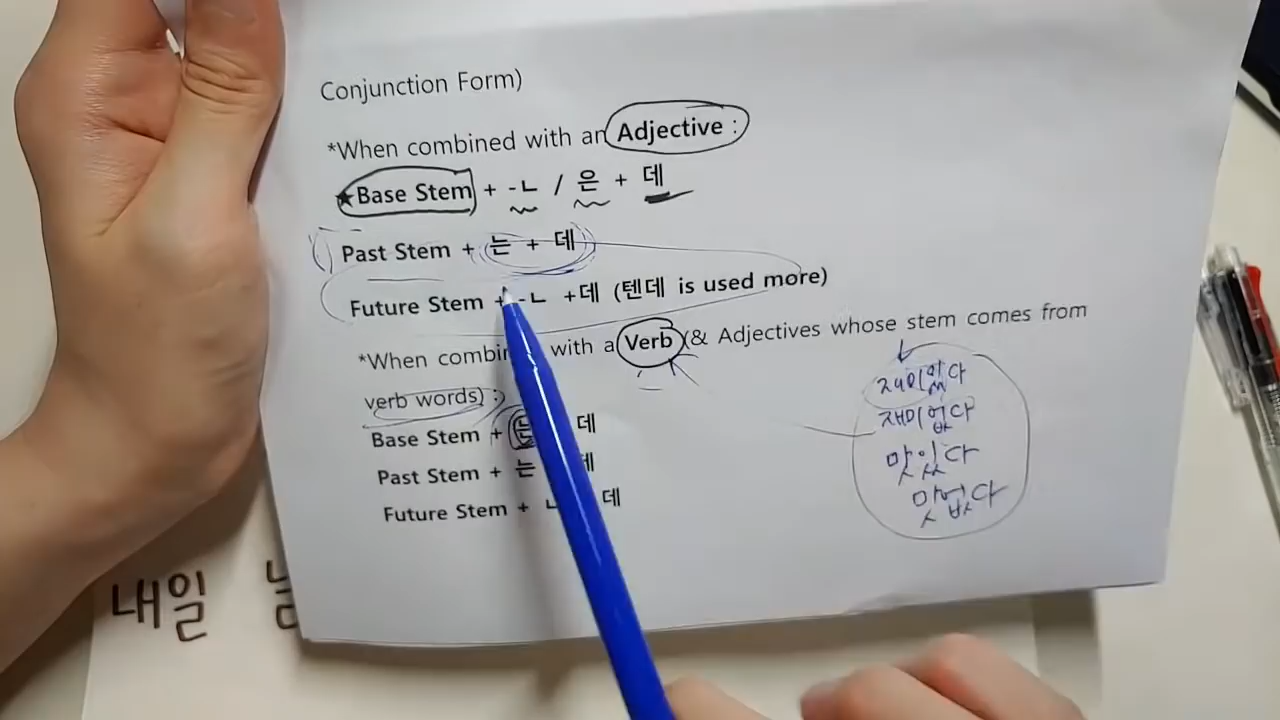 Conjunction Form)
*When combined with an Adjective :
★Base Stem + -ㄴ / 은 + 데
Past Stem + 는 + 데
Future Stem + -ㄴ +데 (텐데 is used more)
*When combin with a Verb (& Adjectives whose stem comes from
verb words) :
Base Stem + 는 데
Past Stem + 는 데
Future Stem + ㄴ 데
재미있다
재미없다
맛있다
맛없다
내일